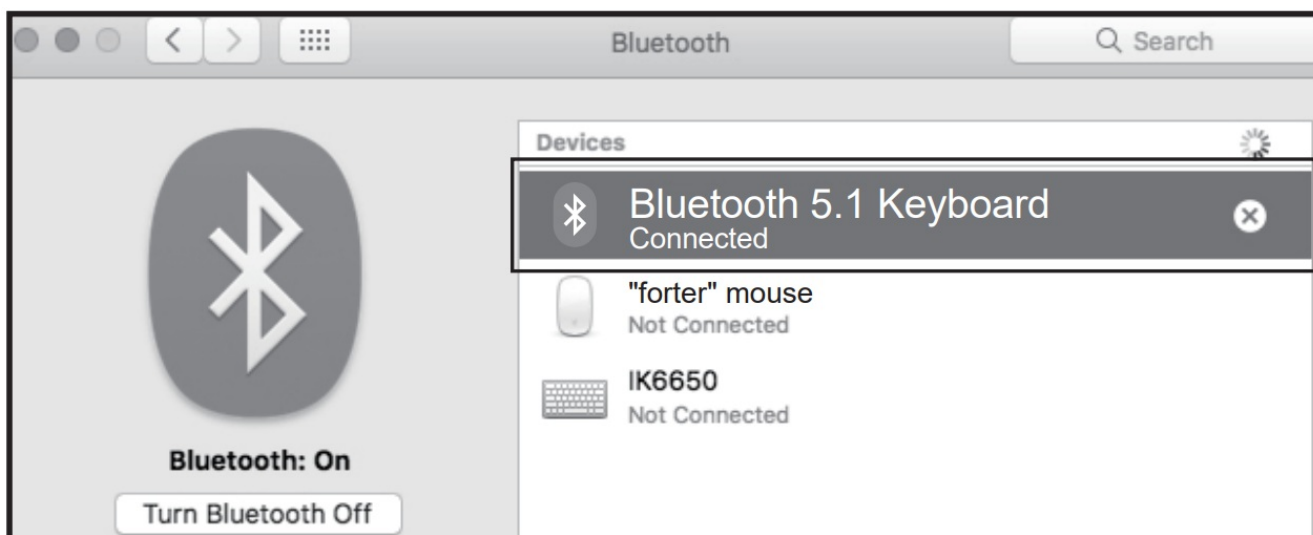 Bluetooth
Search
Devices
Bluetooth 5.1 Keyboard
Connected
"forter" mouse
Not Connected
IK6650
Not Connected
Bluetooth: On
Turn Bluetooth Off